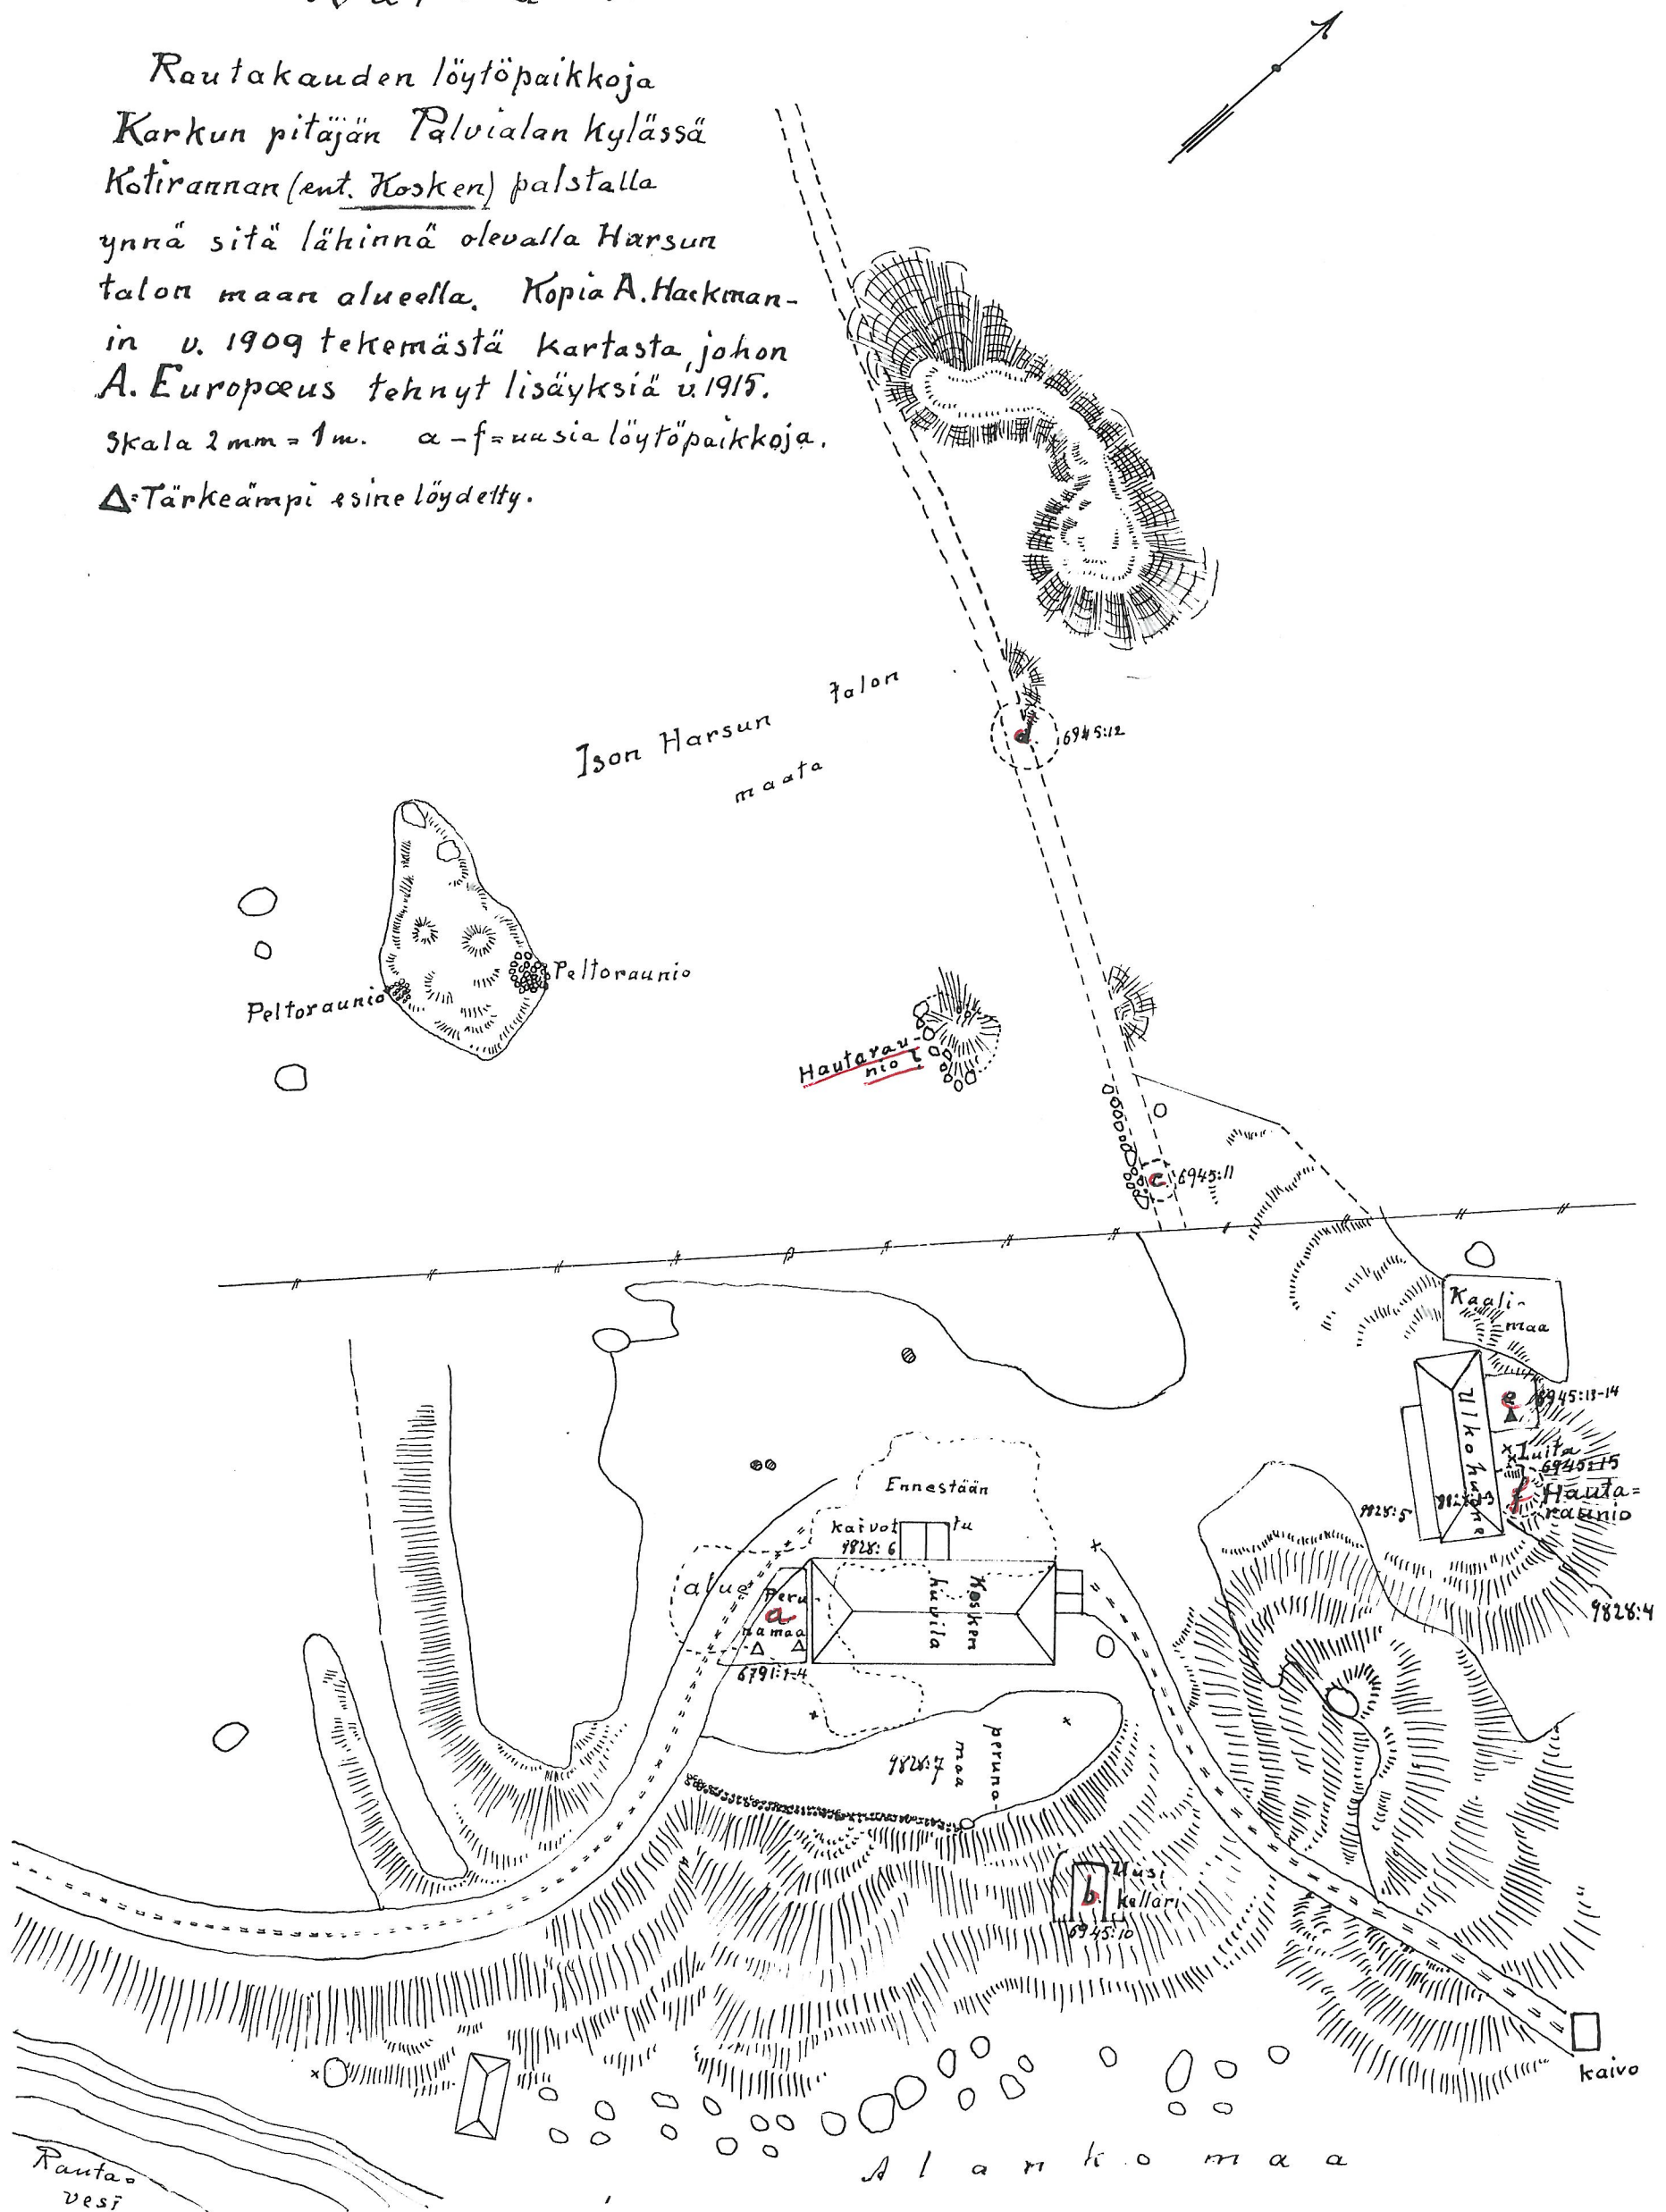 Rautakauden löytöpaikkoja
Karkun pitäjän Palvialan kylässä
Kotirannan (ent. Kosken) palstalla
ynnä sitä lähinnä olevalla Harsun
talon maan alueella. Kopia A. Hackman-
in v. 1909 tekemästä kartasta, johon
A. Europæus tehnyt lisäyksiä v. 1915.
Skala 2 mm = 1 m. a – f = uusia löytöpaikkoja.
Δ = Tärkeämpi esine löydetty.
Ison Harsun talon
maata
d
6945:12
Peltoraunio
Peltoraunio
Hautarau-
nio?
c
6945:11
Kaali-
maa
Ulkohuone
e
6945:13-14
Luita
6945:15
f
Hauta=
raunio
9828:5
9828:4
Ennestään
kaivot tu
9828:6
alue
Peru-
a
namaa
6791:1-4
Kosken
huvila
peruna-
maa
9828:7
Uusi
b
kellari
6945:10
kaivo
Alankomaa
Rauta-
vesi